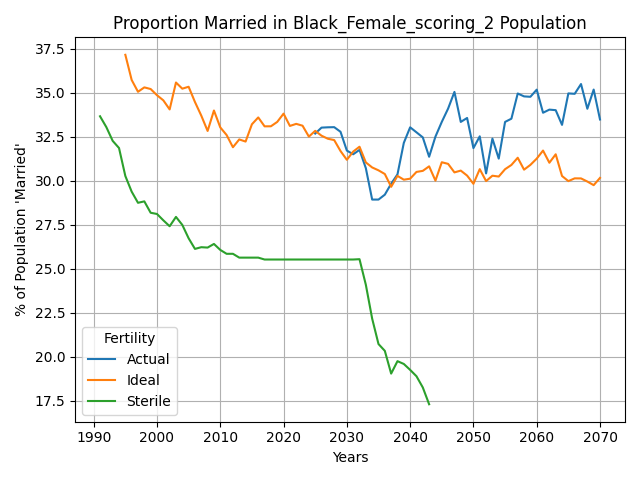 Proportion Married in Black_Female_scoring_2 Population
% of Population 'Married'
37.5
35.0
32.5
30.0
27.5
25.0
22.5
20.0
17.5
Fertility
Actual
Ideal
Sterile
1990 2000 2010 2020 2030 2040 2050 2060 2070
Years